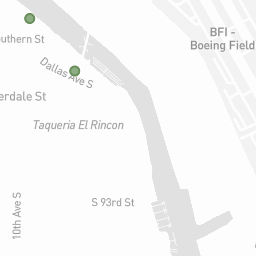 BFI -
Boeing Field
outhern St
Dallas Ave S
erdale St
Taqueria El Rincon
S 93rd St
10th Ave S